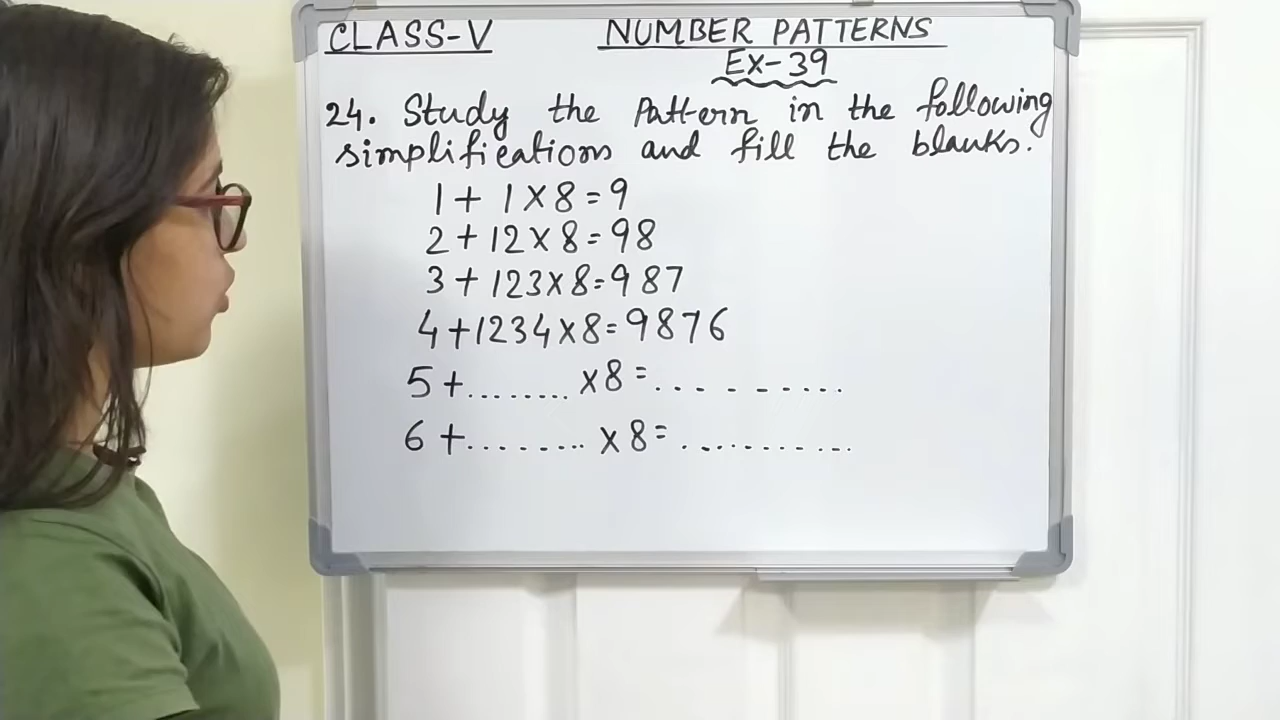 CLASS-V NUMBER PATTERNS
EX-39
24. Study the Pattern in the following
simplifications and fill the blanks.
1 + 1 × 8 = 9
2 + 12 × 8 = 98
3 + 123 × 8 = 987
4 + 1234 × 8 = 9876
5 + ........ × 8 = ..........
6 + ........ × 8 = ...........